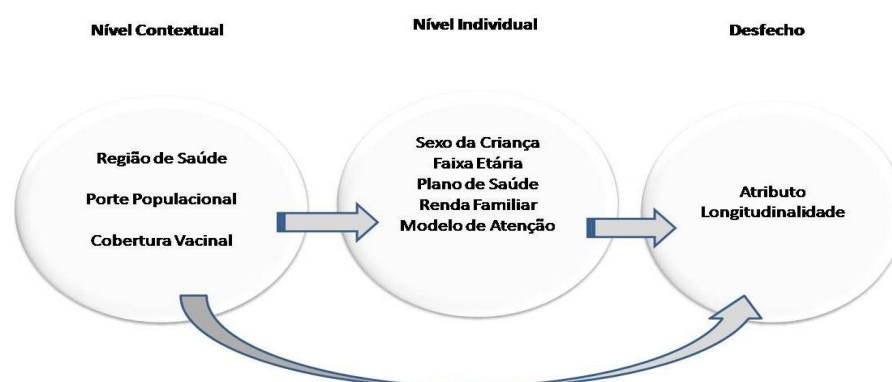 Nível Contextual
Nível Individual
Desfecho
Região de Saúde
Porte Populacional
Cobertura Vacinal
Sexo da Criança
Faixa Etária
Plano de Saúde
Renda Familiar
Modelo de Atenção
Atributo
Longitudinalidade